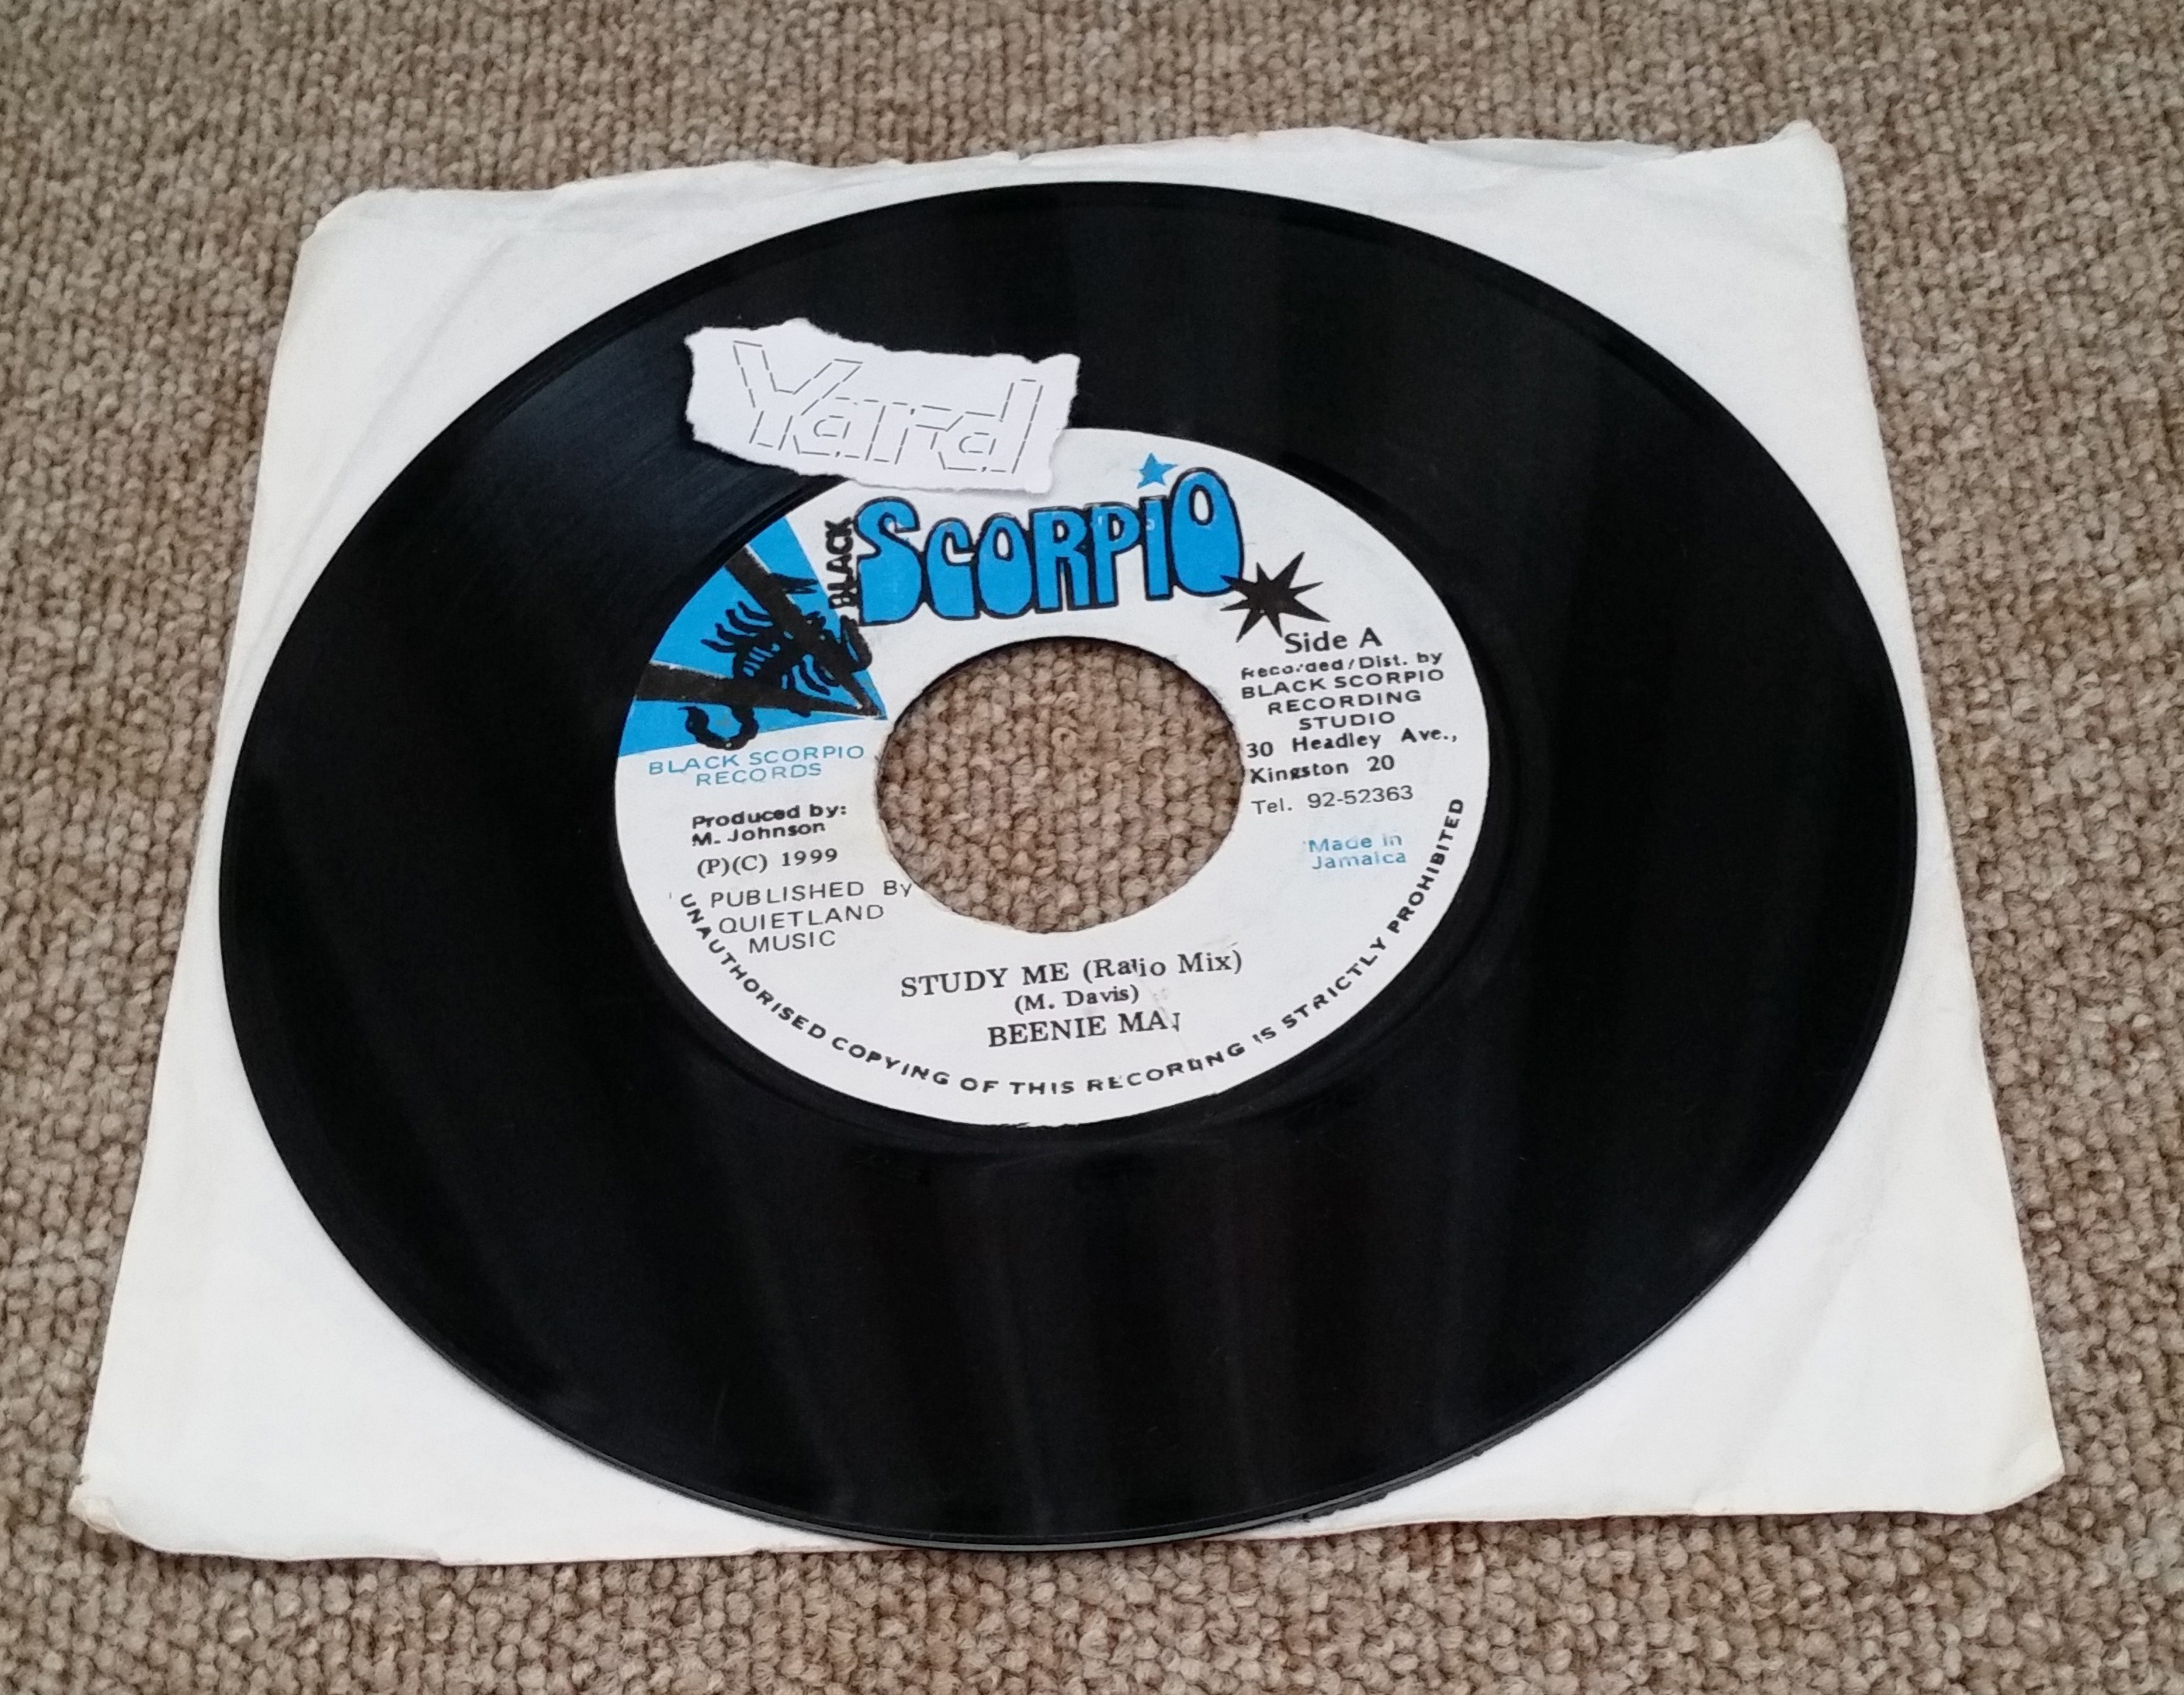 Yard
BLACK
SCORPIO
Side A
Recorded/Dist. by
BLACK SCORPIO
RECORDING
STUDIO
30 Headley Ave.,
Kingston 20
Tel. 92-52363
Made in
Jamaica
BLACK SCORPIO
RECORDS
Produced by:
M. Johnson
(P)(C) 1999
PUBLISHED By
QUIETLAND
MUSIC
STUDY ME (Radio Mix)
(M. Davis)
BEENIE MAN
UNAUTHORISED COPYING OF THIS RECORDING IS STRICTLY PROHIBITED